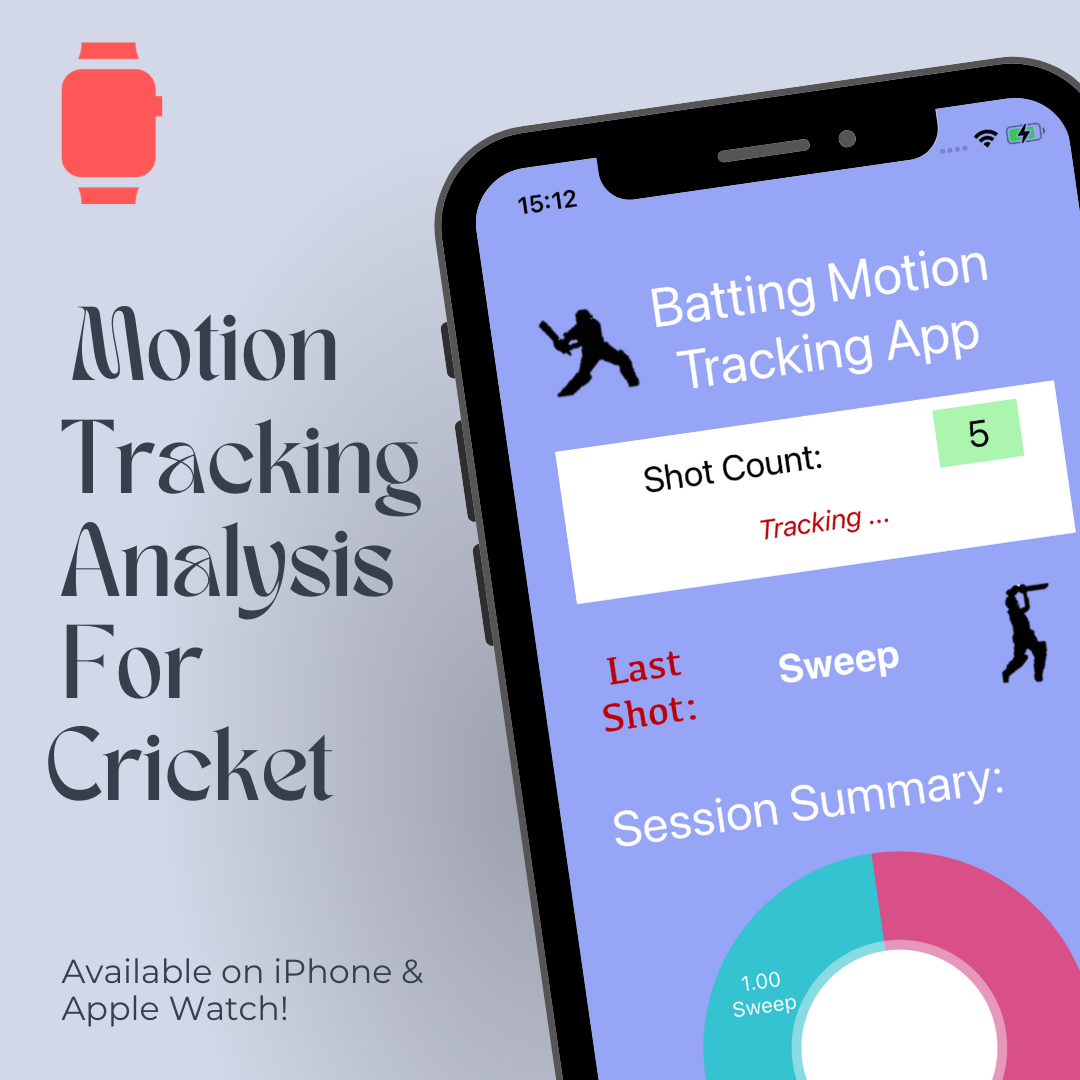 Motion
Tracking
Analysis
For
Cricket
Available on iPhone &
Apple Watch!
15:12
Batting Motion
Tracking App
Shot Count:
5
Tracking ...
Last
Shot:
Sweep
Session Summary:
1.00
Sweep